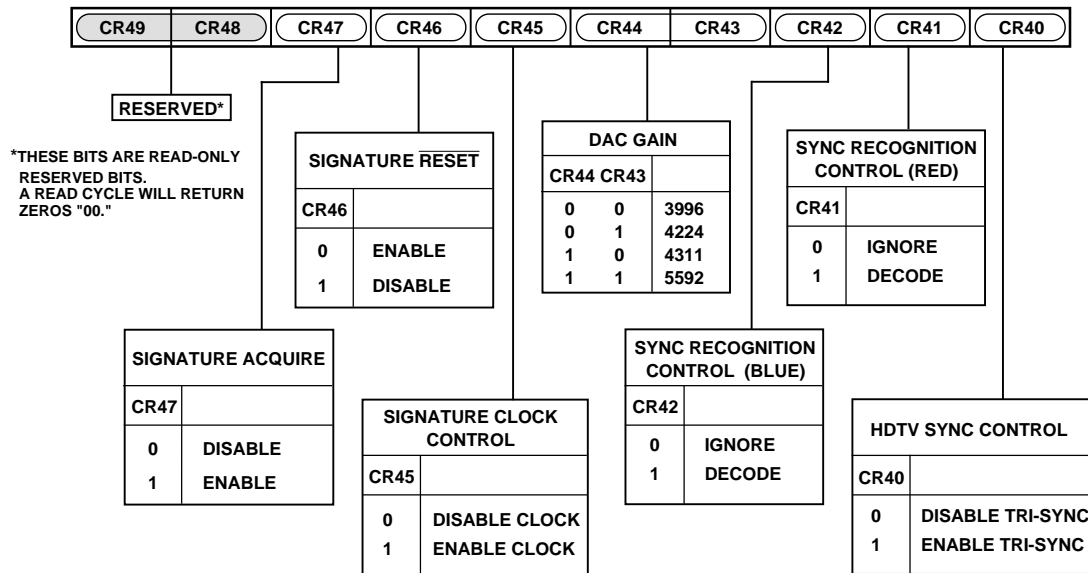 CR49 CR48 CR47 CR46 CR45 CR44 CR43 CR42 CR41 CR40
RESERVED*
*THESE BITS ARE READ-ONLY
RESERVED BITS.
A READ CYCLE WILL RETURN
ZEROS "00."
SIGNATURE RESET
CR46
0 ENABLE
1 DISABLE
DAC GAIN
CR44 CR43
0 0 3996
0 1 4224
1 0 4311
1 1 5592
SYNC RECOGNITION
CONTROL (RED)
CR41
0 IGNORE
1 DECODE
SIGNATURE ACQUIRE
CR47
0 DISABLE
1 ENABLE
SIGNATURE CLOCK
CONTROL
CR45
0 DISABLE CLOCK
1 ENABLE CLOCK
SYNC RECOGNITION
CONTROL (BLUE)
CR42
0 IGNORE
1 DECODE
HDTV SYNC CONTROL
CR40
0 DISABLE TRI-SYNC
1 ENABLE TRI-SYNC